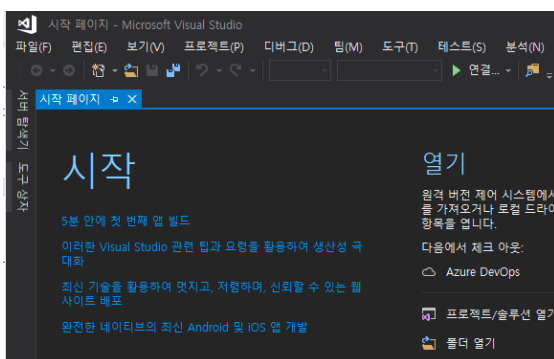 시작 페이지 - Microsoft Visual Studio
파일(F) 편집(E) 보기(V) 프로젝트(P) 디버그(D) 팀(M) 도구(T) 테스트(S) 분석(N)
연결...
시작 페이지
서버 탐색기
도구 상자
시작
5분 안에 첫 번째 앱 빌드
이러한 Visual Studio 관련 팁과 요령을 활용하여 생산성 극
대화
최신 기술을 활용하여 멋지고, 저렴하며, 신뢰할 수 있는 웹
사이트 배포
완전한 네이티브의 최신 Android 및 iOS 앱 개발
열기
원격 버전 제어 시스템에서
를 가져오거나 로컬 드라이
항목을 엽니다.
다음에서 체크 아웃:
Azure DevOps
프로젝트/솔루션 열기
폴더 열기